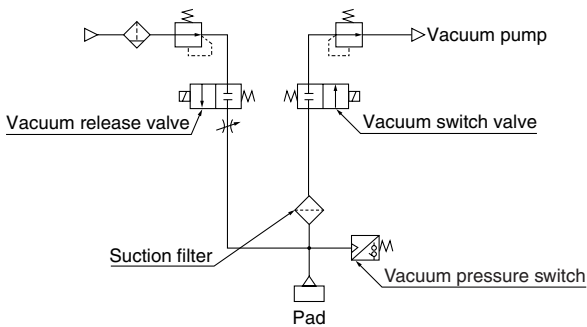 Vacuum pump
Vacuum release valve
Vacuum switch valve
Suction filter
Vacuum pressure switch
Pad